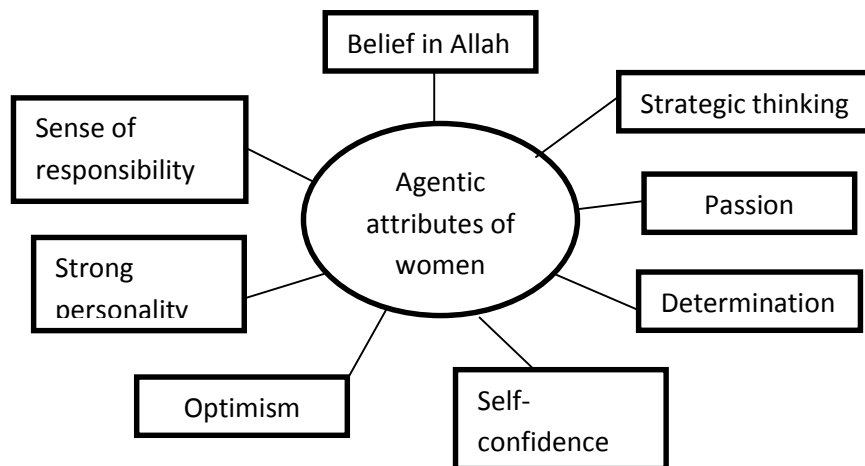 Belief in Allah
Strategic thinking
Sense of
responsibility
Agentic
attributes of
women
Passion
Strong
personality
Determination
Optimism
Self-
confidence